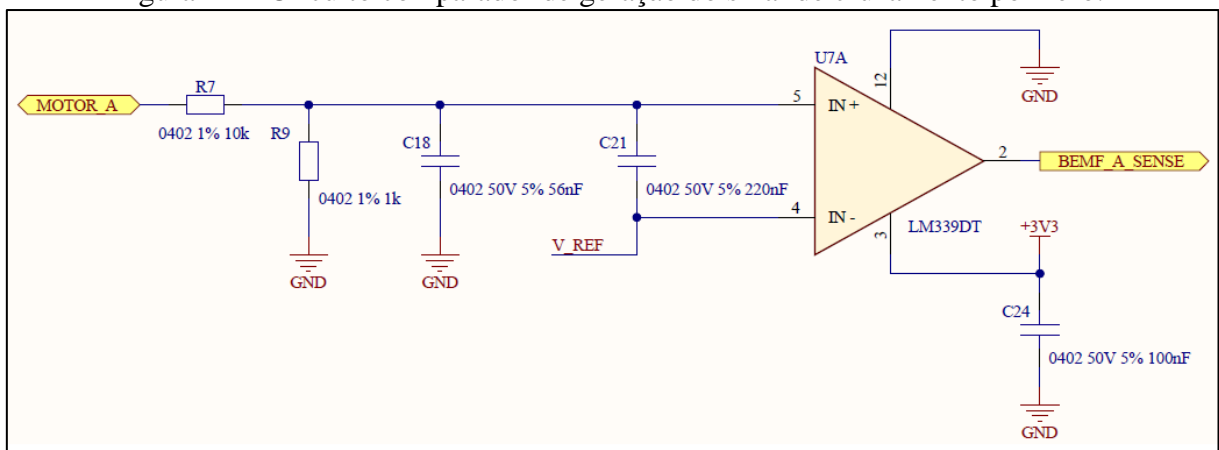 U7A
R7
MOTOR_A
5
IN +
12
GND
0402 1% 10k
R9
C18
C21
2
BEMF_A_SENSE
0402 1% 1k
0402 50V 5% 56nF
0402 50V 5% 220nF
4
IN -
3
LM339DT
+3V3
V_REF
GND
GND
C24
0402 50V 5% 100nF
GND